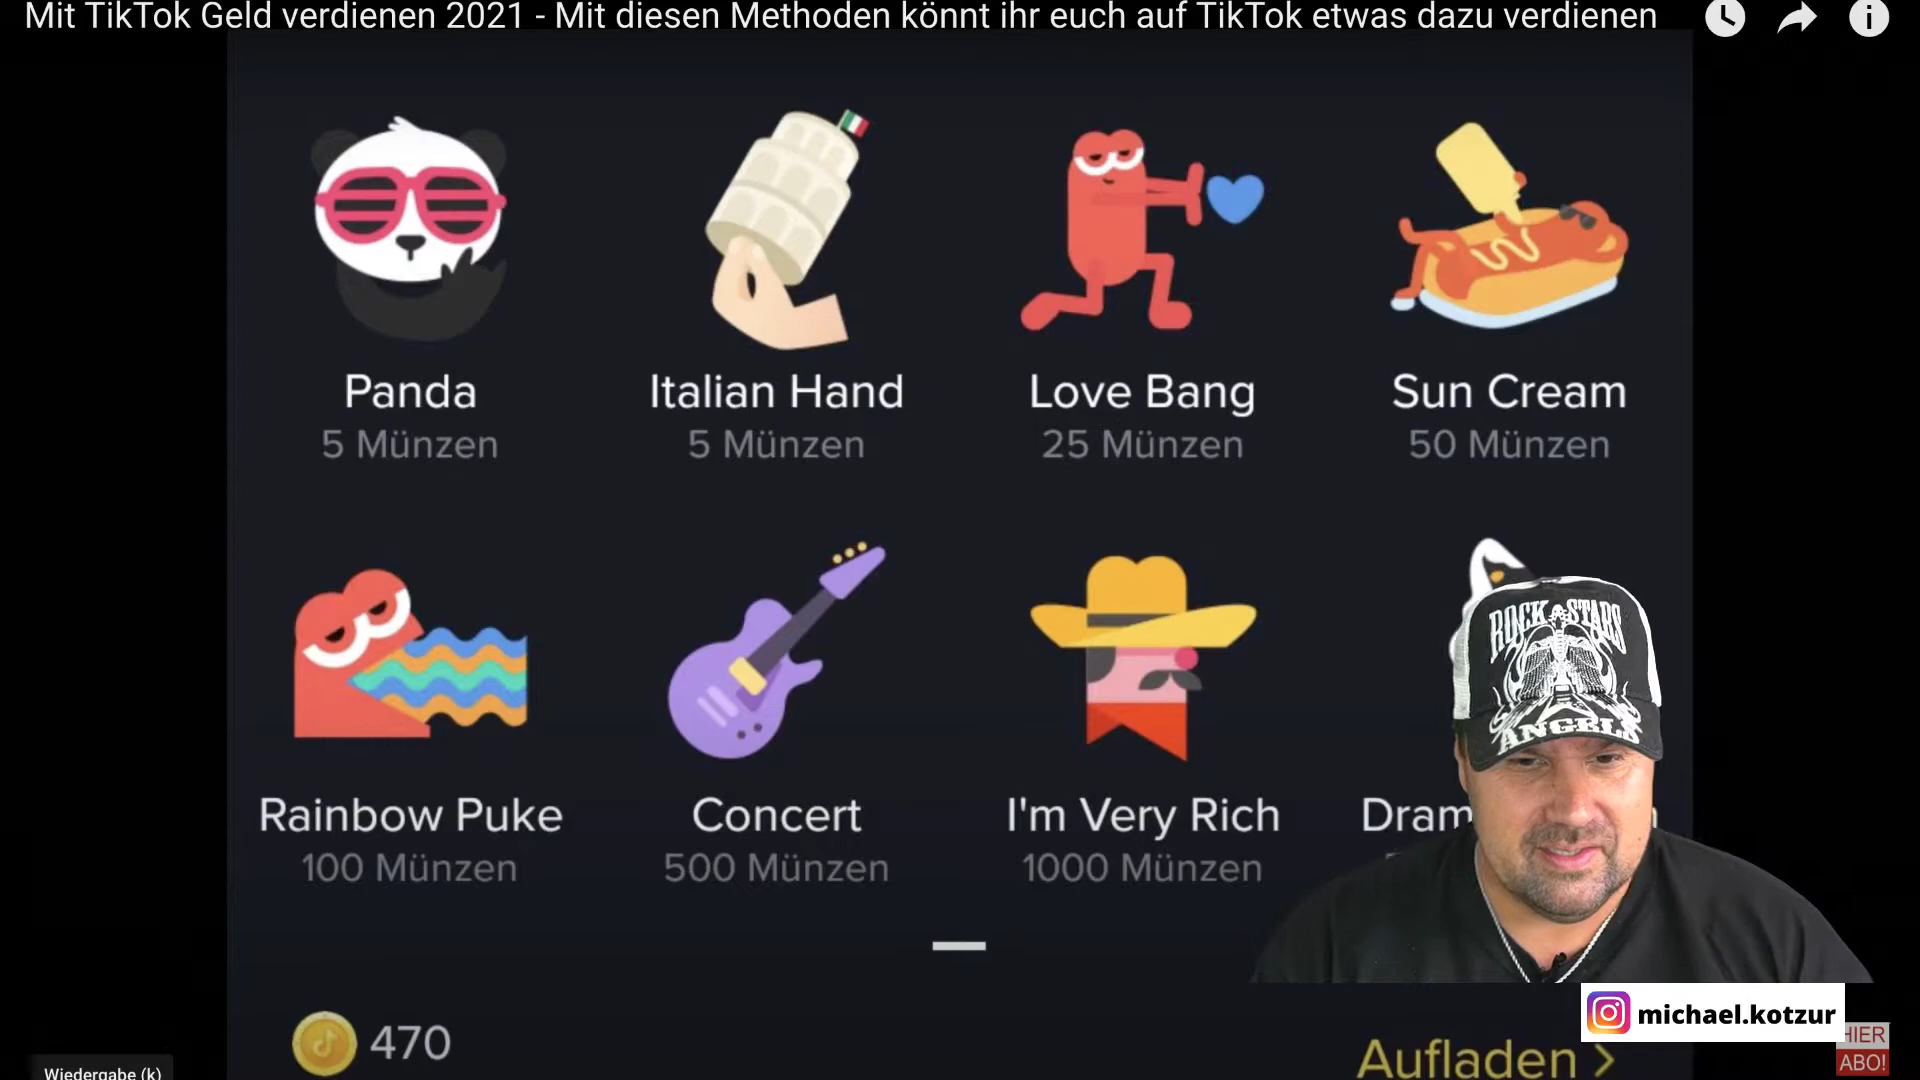 Mit TikTok Geld verdienen 2021 - Mit diesen Methoden könnt ihr euch auf TikTok etwas dazu verdienen
Panda
5 Münzen
Italian Hand
5 Münzen
Love Bang
25 Münzen
Sun Cream
50 Münzen
Rainbow Puke
100 Münzen
Concert
500 Münzen
I'm Very Rich
1000 Münzen
ROCK STARS
ANGELS
470
Aufladen >
michael.kotzur
HIER
ABO!
Wiedergabe (k)